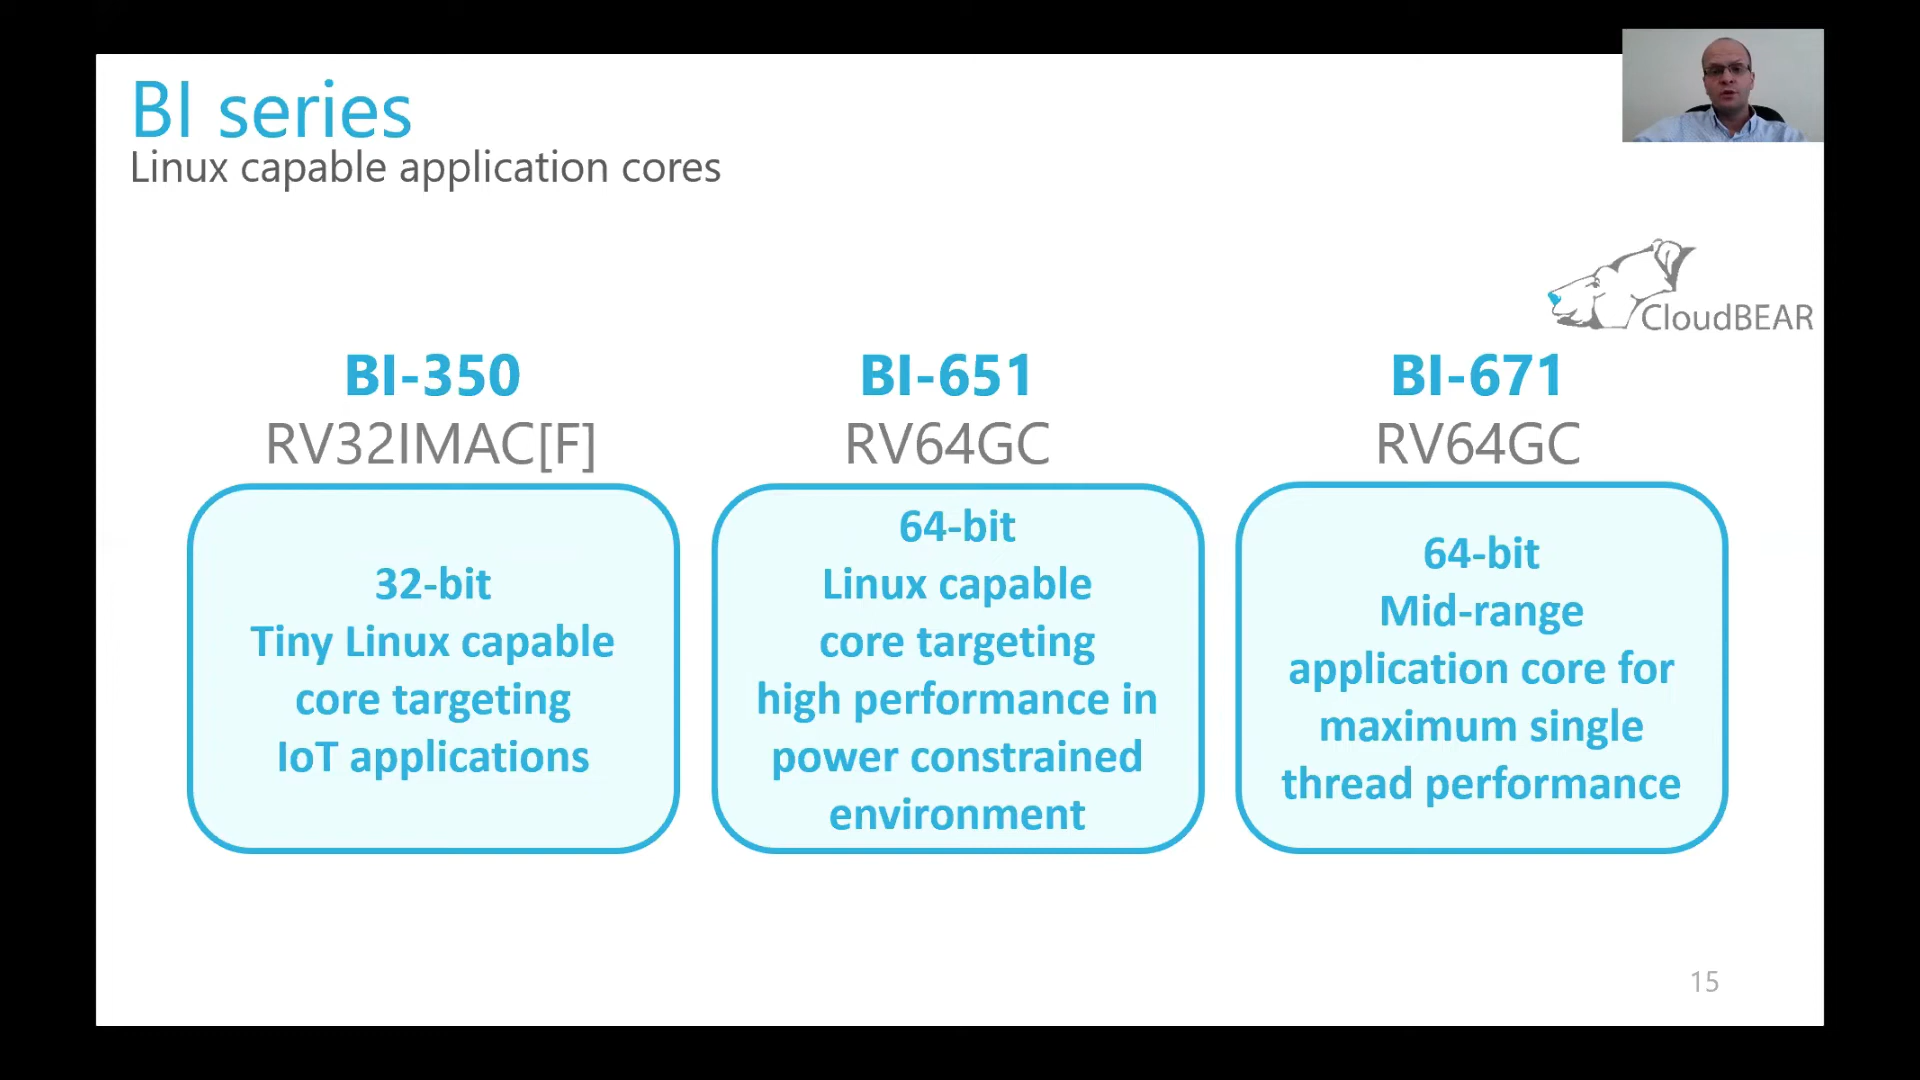 BI series
Linux capable application cores
CloudBEAR
BI-350
RV32IMAC[F]
32-bit
Tiny Linux capable
core targeting
IoT applications
BI-651
RV64GC
64-bit
Linux capable
core targeting
high performance in
power constrained
environment
BI-671
RV64GC
64-bit
Mid-range
application core for
maximum single
thread performance
15